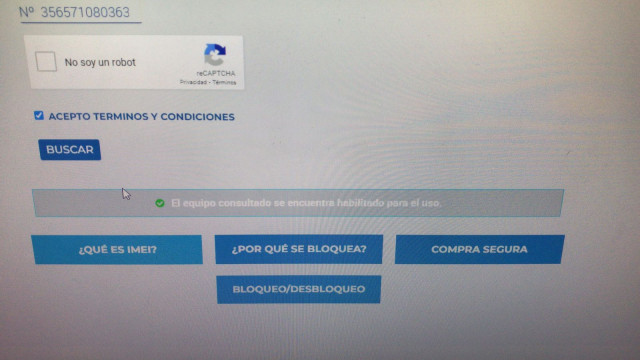 Nº 356571080363
No soy un robot
reCAPTCHA
Privacidad - Términos
ACEPTO TERMINOS Y CONDICIONES
BUSCAR
El equipo consultado se encuentra habilitado para el uso.
¿QUÉ ES IMEI?
¿POR QUÉ SE BLOQUEA?
COMPRA SEGURA
BLOQUEO/DESBLOQUEO